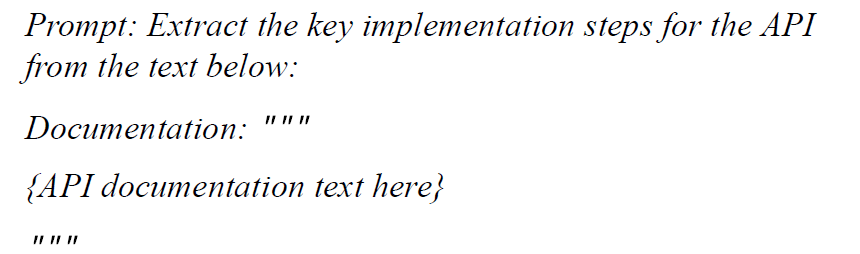 Prompt: Extract the key implementation steps for the API
from the text below:
Documentation: """
{API documentation text here}
"""